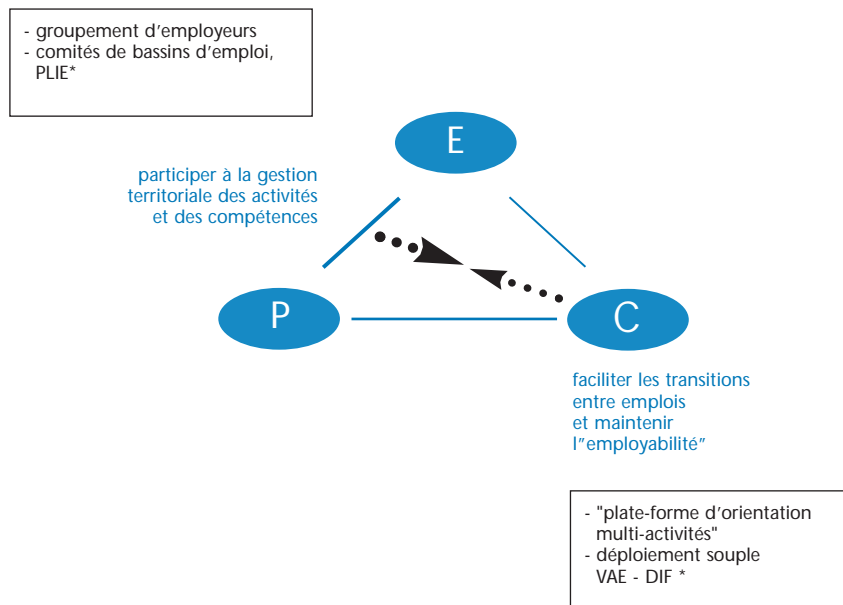 - groupement d'employeurs
- comités de bassins d'emploi,
PLIE*
E
participer à la gestion
territoriale des activités
et des compétences
P
C
faciliter les transitions
entre emplois
et maintenir
l"employabilité"
- "plate-forme d'orientation
multi-activités"
- déploiement souple
VAE - DIF *